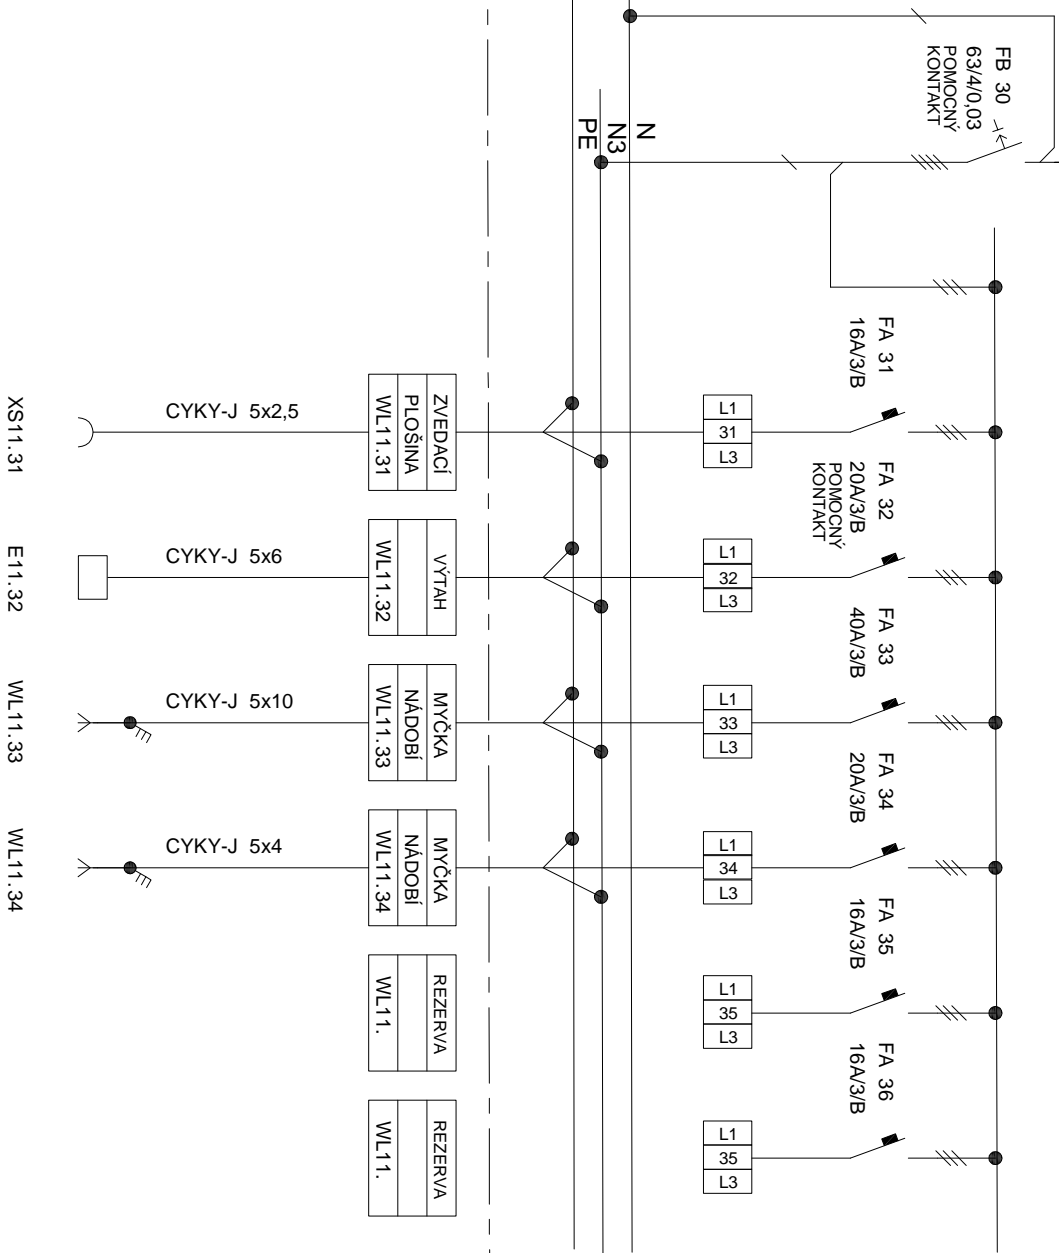 FB 30
63/4/0,03
POMOCNÝ
KONTAKT
N
N3
PE
FA 31
16A/3/B
L1
31
L3
ZVEDACÍ
PLOŠINA
WL11.31
CYKY-J 5x2,5
XS11.31
FA 32
20A/3/B
POMOCNÝ
KONTAKT
L1
32
L3
VÝTAH
WL11.32
CYKY-J 5x6
E11.32
FA 33
40A/3/B
L1
33
L3
MYČKA
NÁDOBÍ
WL11.33
CYKY-J 5x10
WL11.33
FA 34
20A/3/B
L1
34
L3
MYČKA
NÁDOBÍ
WL11.34
CYKY-J 5x4
WL11.34
FA 35
16A/3/B
L1
35
L3
REZERVA
WL11.
FA 36
16A/3/B
L1
35
L3
REZERVA
WL11.